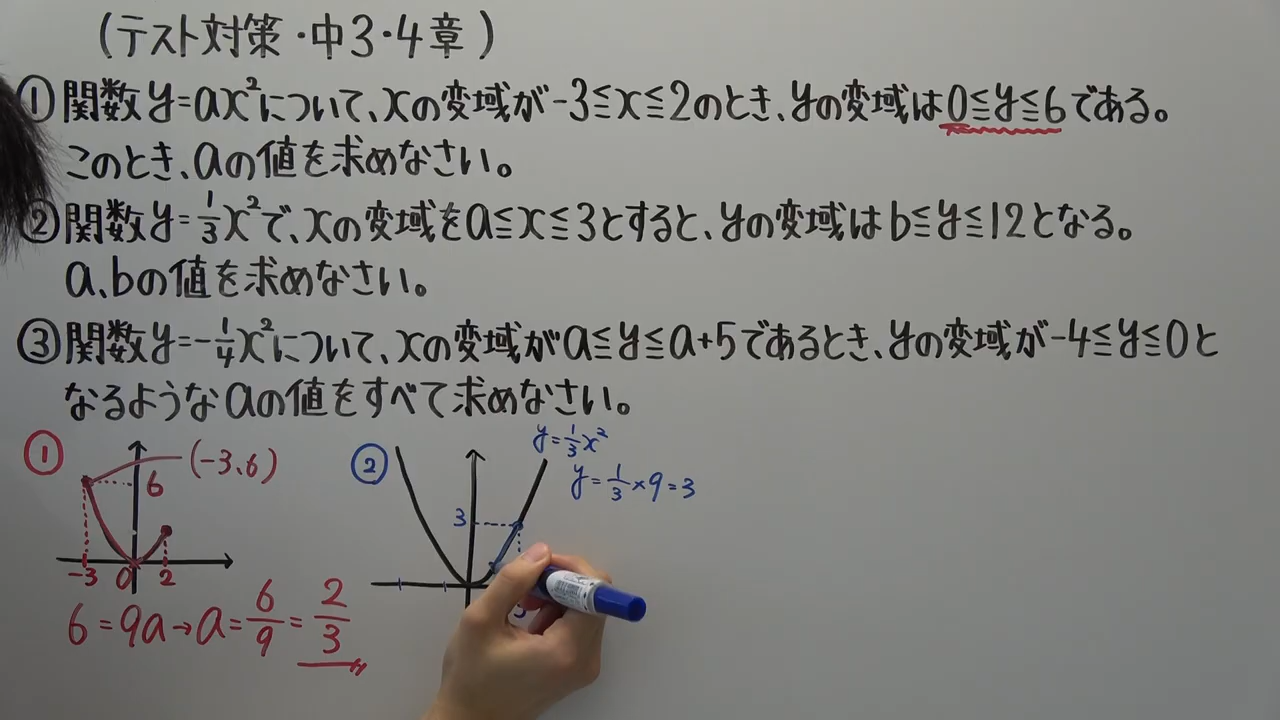 (テスト対策・中3・4章)
①関数y=ax²について、xの変域が-3≦x≦2のとき、yの変域は0≦y≦6である。
このとき、aの値を求めなさい。
②関数y=1/3x²で、xの変域をa≦x≦3とすると、yの変域はb≦y≦12となる。
a、bの値を求めなさい。
③関数y=-1/4x²について、xの変域がa≦y≦a+5であるとき、yの変域が-4≦y≦0と
なるようなaの値をすべて求めなさい。
①
(-3、6)
6
-3 0 2
6=9a→a=6/9=2/3
②
y=1/3x²
y=1/3×9=3
3